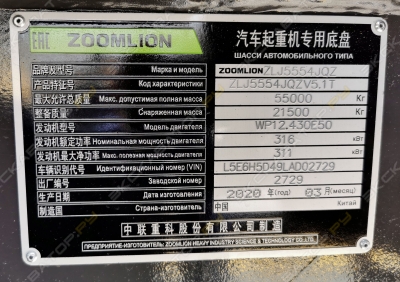 EAC ZOOMLION 汽车起重机专用底盘
ШАССИ АВТОМОБИЛЬНОГО ТИПА
品牌及型号 Марка и модель ZOOMLION ZLJ5554JQZ
产品特征号 Код характеристики ZLJ5554JQZV5.1T
最大允许总质量 Макс. допустимая полная масса 55000 Кг
整备质量 Снаряженная масса 21500 Кг
发动机型号 Модель двигателя WP12.430E50
发动机额定功率 Номинальная мощность двигателя 316 кВт
发动机最大净功率 Макс. полезная мощность двигателя 311 кВт
车辆识别代号 Идентификационный номер (VIN) L5E6H5D49LA002729
出厂编号 Заводской номер 2729
生产日期 Дата 2020 年(год) 03 月(месяц)
制造国 Страна-изготовитель 中国 Китай
中联重科股份有限公司制造
ПРЕДПРИЯТИЕ-ИЗГОТОВИТЕЛЬ: ZOOMLION HEAVY INDUSTRY SCIENCE & TECHNOLOGY CO.,LTD.